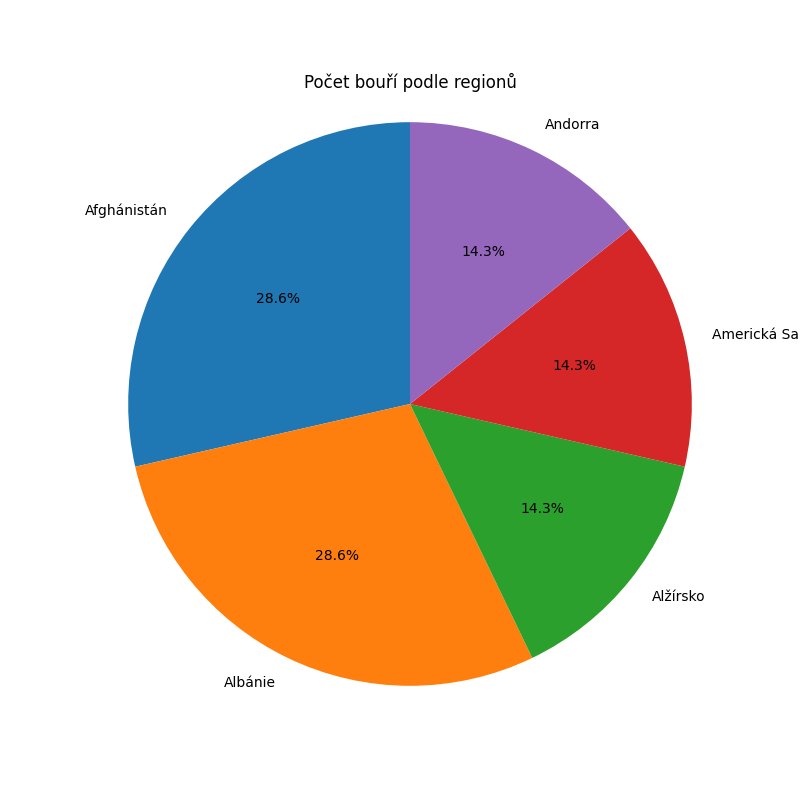 Počet bouří podle regionů
Andorra
Afghánistán
14.3%
28.6%
Americká Sa
14.3%
14.3%
28.6%
Alžírsko
Albánie